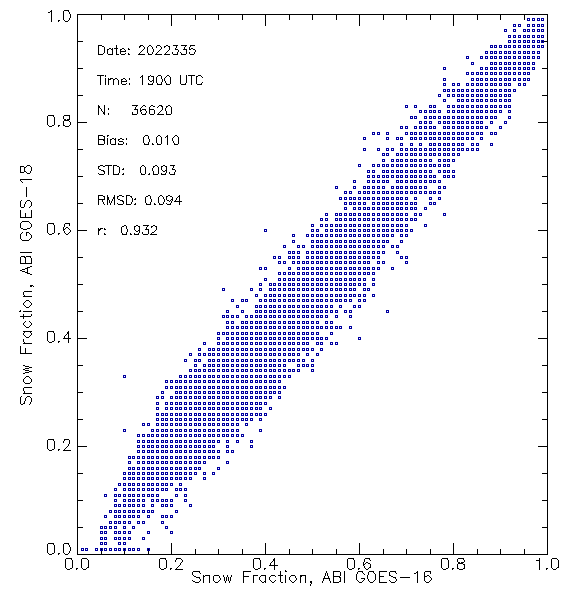 1.0
Date: 2022335
Time: 1900 UTC
N: 36620
0.8
Bias: 0.010
STD: 0.093
RMSD: 0.094
r: 0.932
0.6
0.4
0.2
0.0
Snow Fraction, ABI GOES-18
0.0 0.2 0.4 0.6 0.8 1.0
Snow Fraction, ABI GOES-16